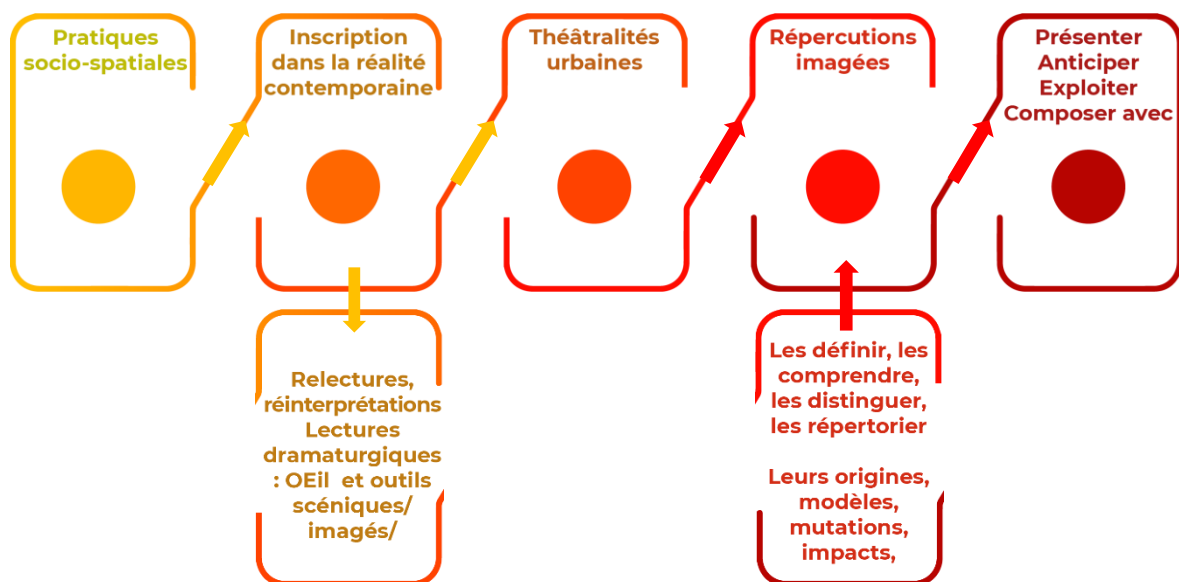 Pratiques
socio-spatiales
Inscription
dans la réalité
contemporaine
Théâtralités
urbaines
Répercutions
imagées
Présenter
Anticiper
Exploiter
Composer avec
Relectures,
réinterprétations
Lectures
dramaturgiques
: OEil et outils
scéniques/
imagés/
Les définir, les
comprendre,
les distinguer,
les répertorier
Leurs origines,
modèles,
mutations,
impacts,